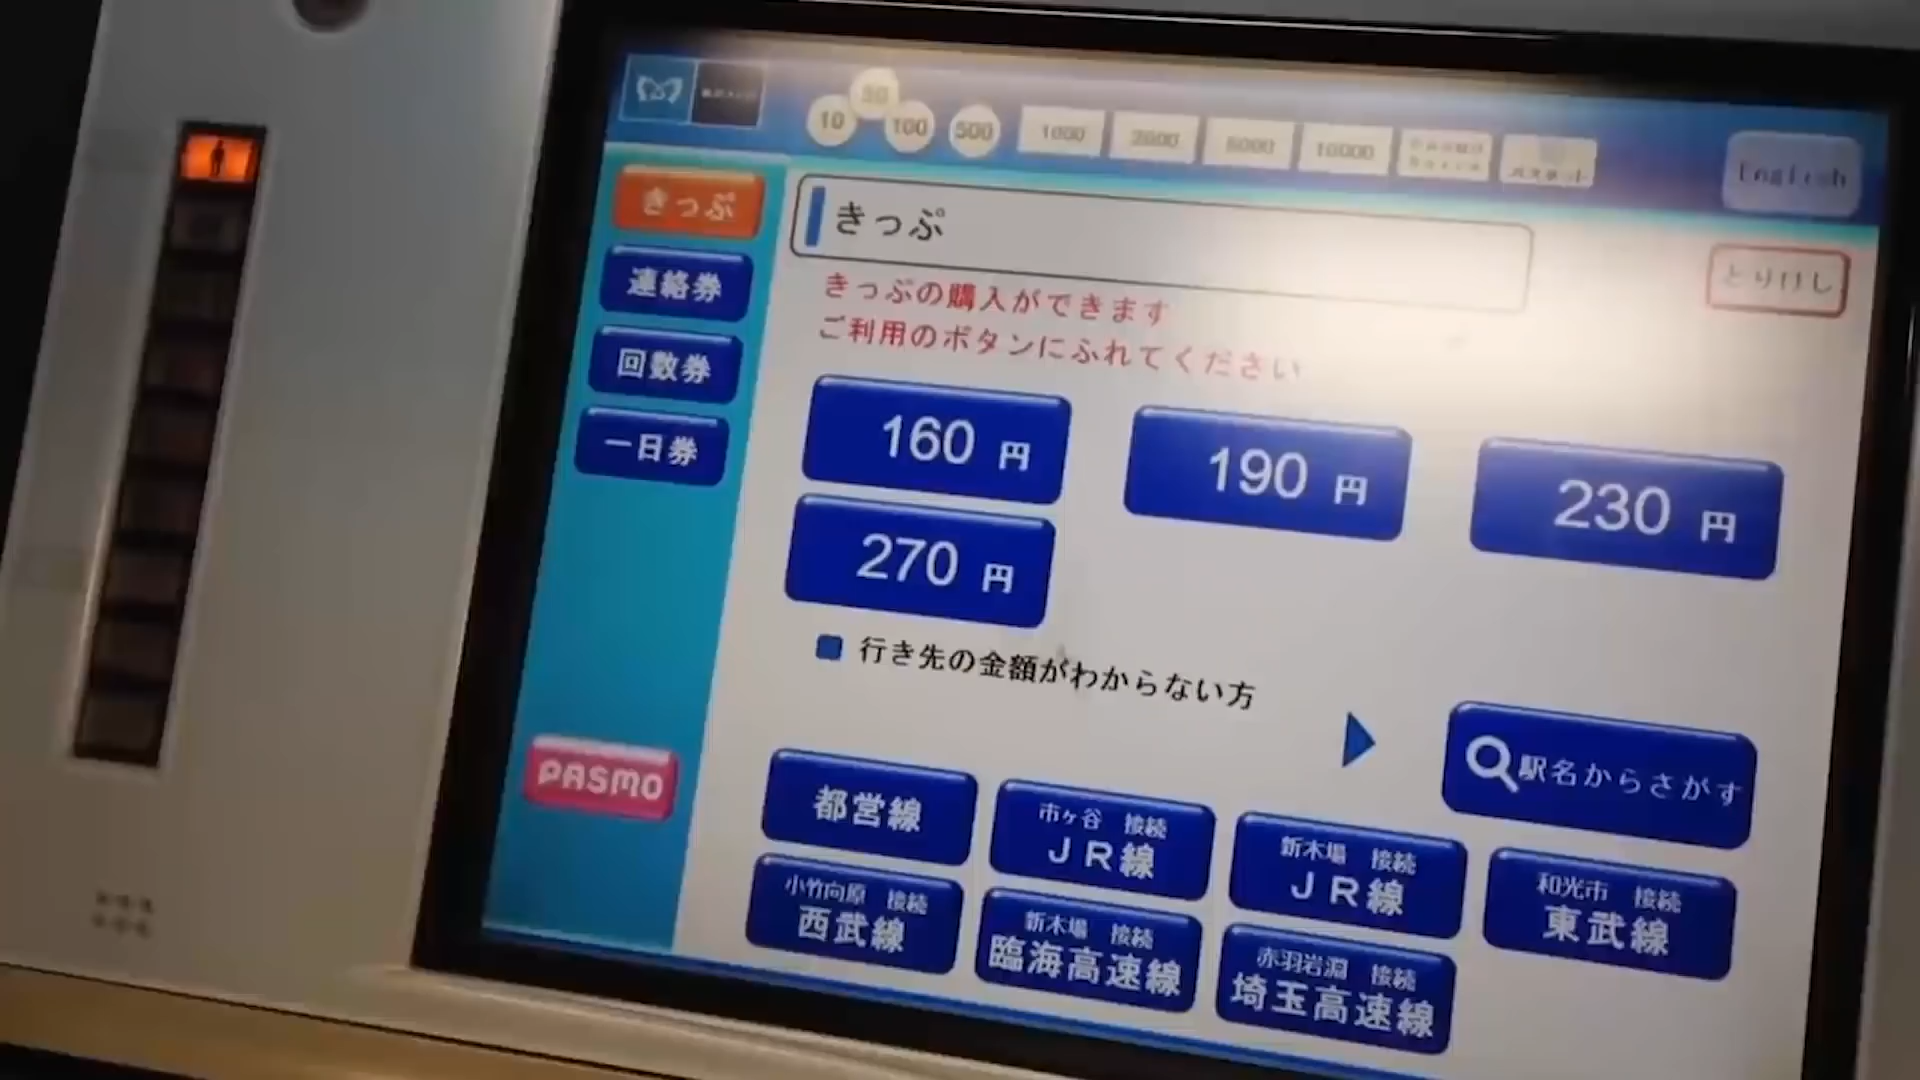 10
50
100
500
1000
2000
5000
10000
パスネット
English
きっぷ
連絡券
回数券
一日券
PASMO
きっぷ
とりけし
きっぷの購入ができます
ご利用のボタンにふれてください
160 円
190 円
230 円
270 円
行き先の金額がわからない方
駅名からさがす
都営線
市ヶ谷 接続
JR線
新木場 接続
JR線
和光市 接続
東武線
小竹向原 接続
西武線
新木場 接続
臨海高速線
赤羽岩淵 接続
埼玉高速線